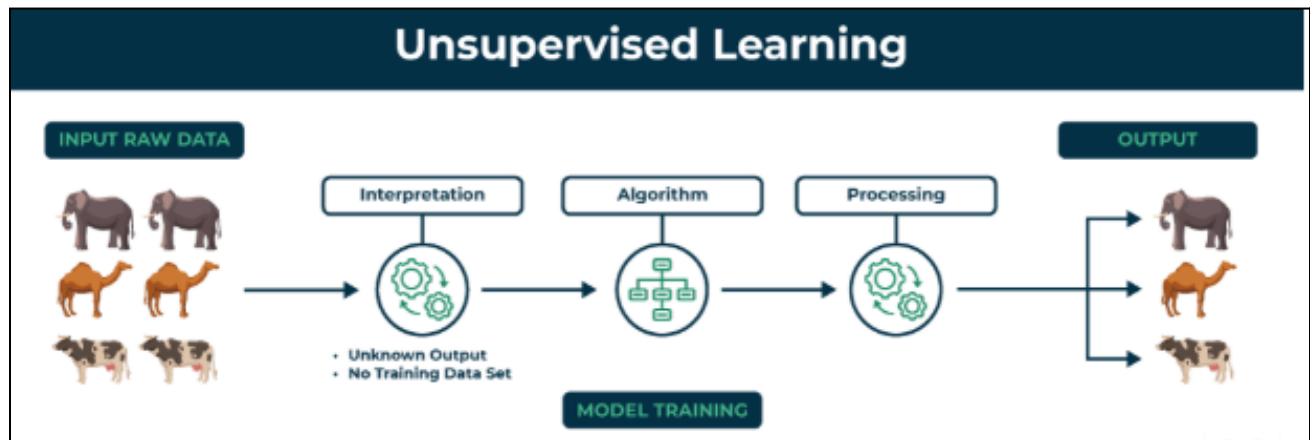 Unsupervised Learning
INPUT RAW DATA
OUTPUT
Interpretation
Algorithm
Processing
• Unknown Output
• No Training Data Set
MODEL TRAINING